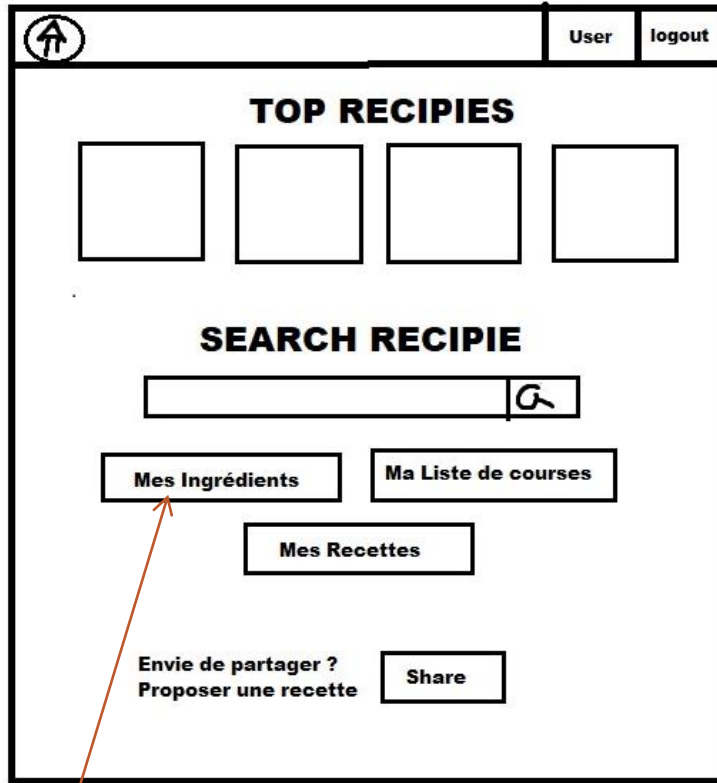 User
logout
TOP RECIPIES
SEARCH RECIPIE
Mes Ingrédients
Ma Liste de courses
Mes Recettes
Envie de partager ?
Proposer une recette
Share